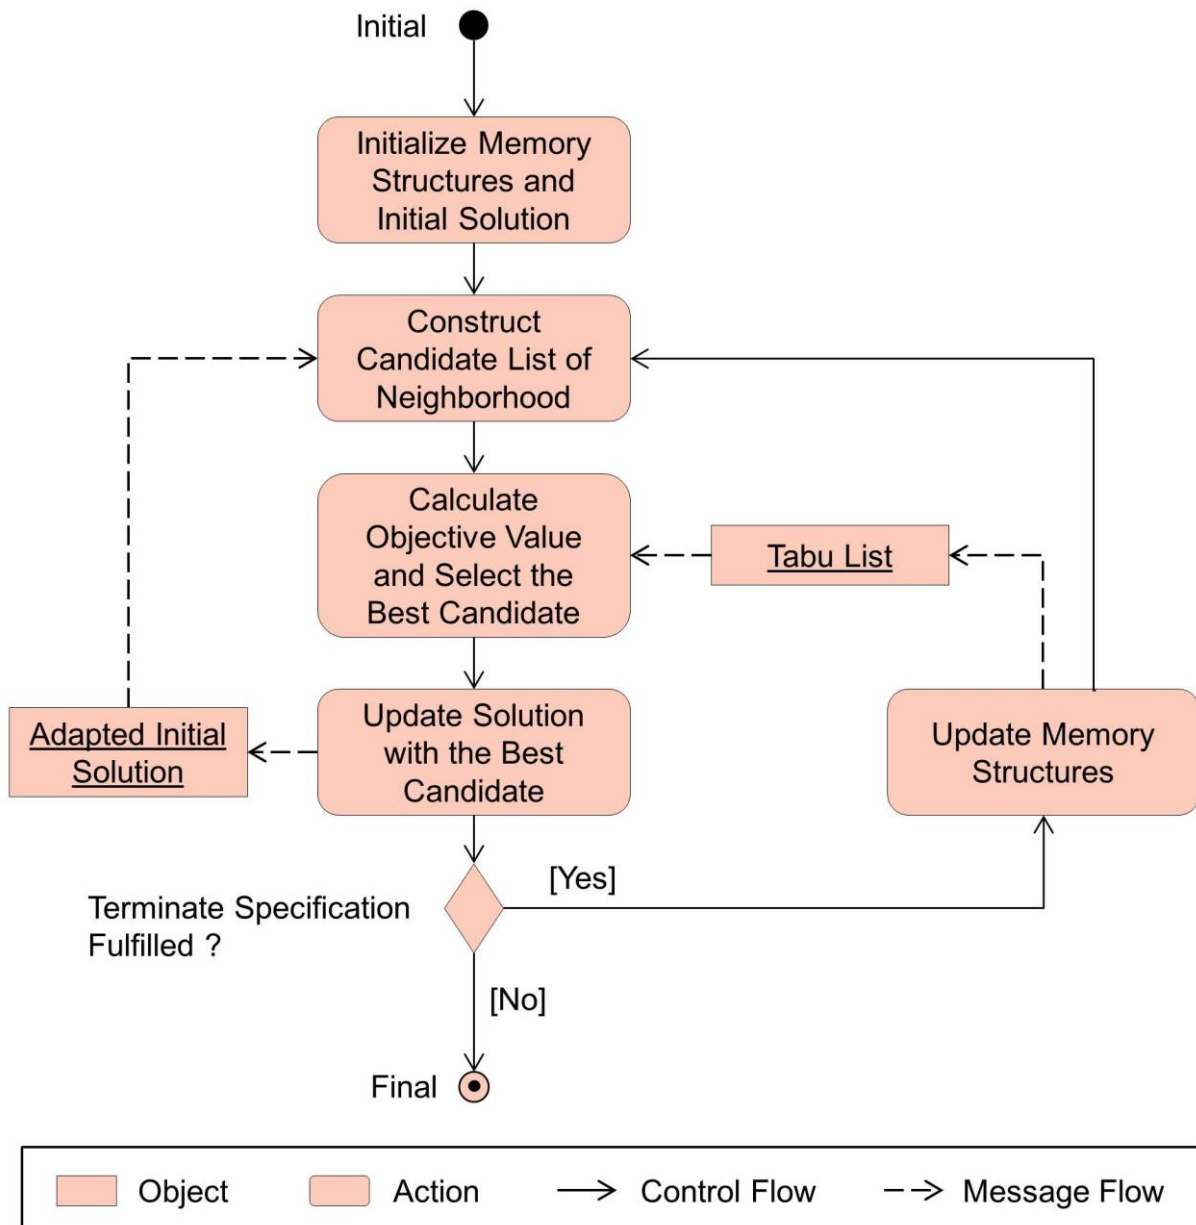 Initial
Initialize Memory
Structures and
Initial Solution
Construct
Candidate List of
Neighborhood
Calculate
Objective Value
and Select the
Best Candidate
Tabu List
Adapted Initial
Solution
Update Solution
with the Best
Candidate
Update Memory
Structures
[Yes]
Terminate Specification
Fulfilled ?
[No]
Final
Object
Action
Control Flow
Message Flow